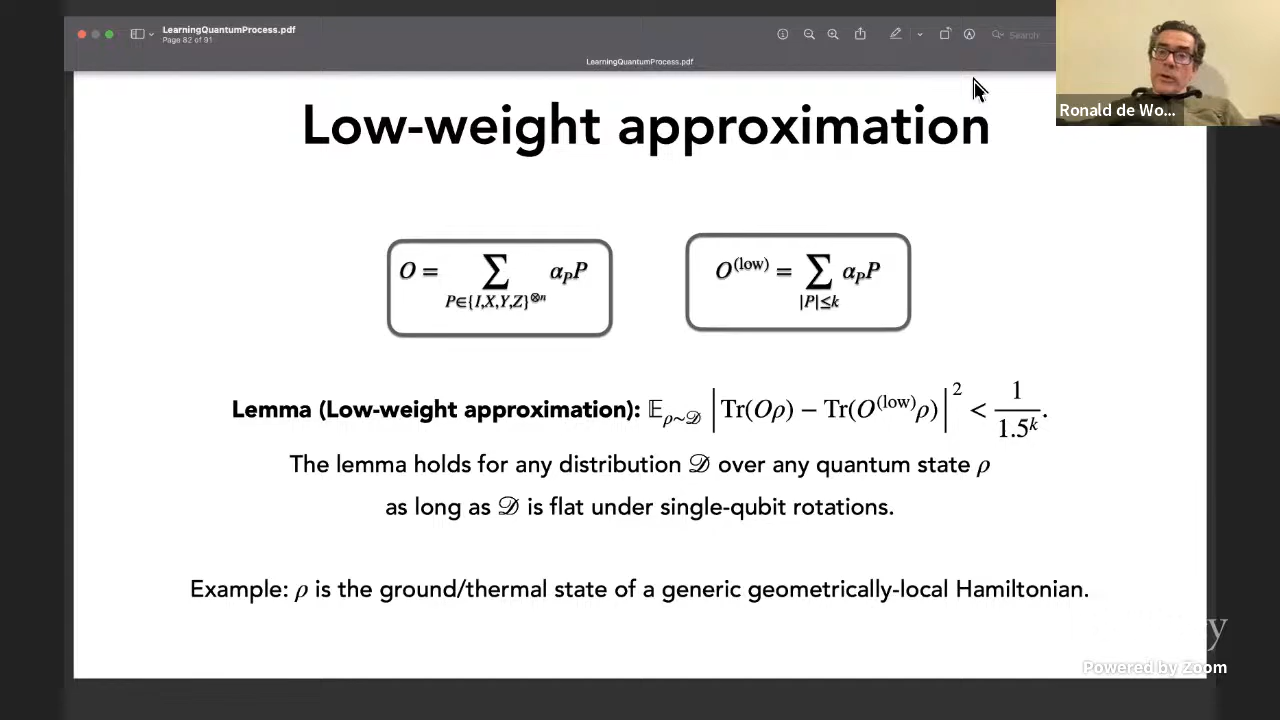 LearningQuantumProcess.pdf
Page 82 of 91
Search
LearningQuantumProcess.pdf
Ronald de Wo...
Low-weight approximation
O = ∑_{P∈{I,X,Y,Z}^{⊗n}} α_P P
O^{(low)} = ∑_{|P|≤k} α_P P
Lemma (Low-weight approximation): 𝔼_{ρ∼𝒟} |Tr(Oρ) − Tr(O^{(low)}ρ)|^2 < 1/1.5^k.
The lemma holds for any distribution 𝒟 over any quantum state ρ
as long as 𝒟 is flat under single-qubit rotations.
Example: ρ is the ground/thermal state of a generic geometrically-local Hamiltonian.
y
Powered by Zoom